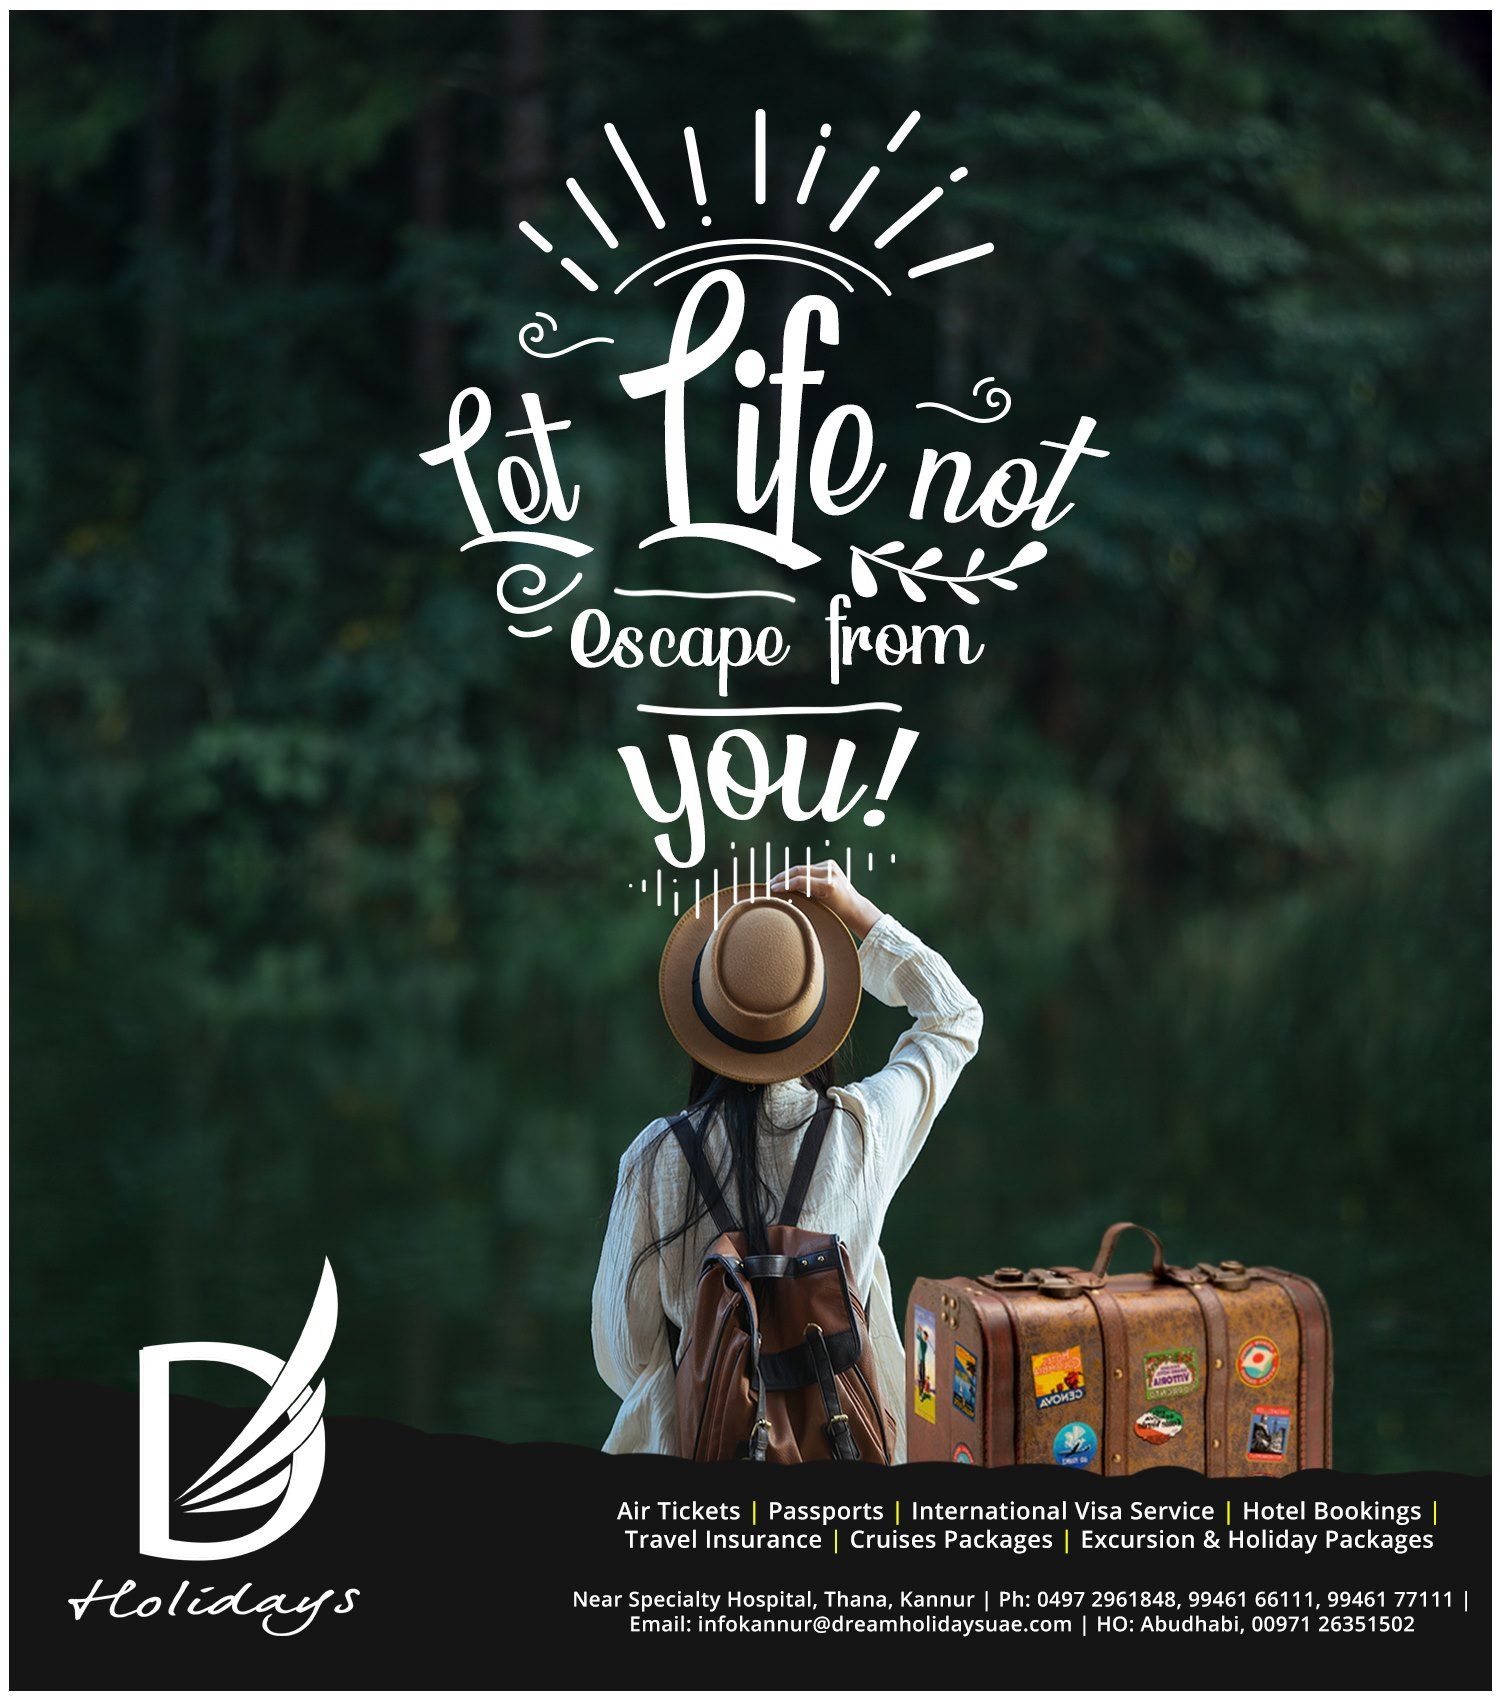 Let Life not
escape from
you!
D
Holidays
Air Tickets | Passports | International Visa Service | Hotel Bookings |
Travel Insurance | Cruises Packages | Excursion & Holiday Packages
Near Specialty Hospital, Thana, Kannur | Ph: 0497 2961848, 99461 66111, 99461 77111 |
Email: infokannur@dreamholidaysuae.com | HO: Abudhabi, 00971 26351502
GENOVA